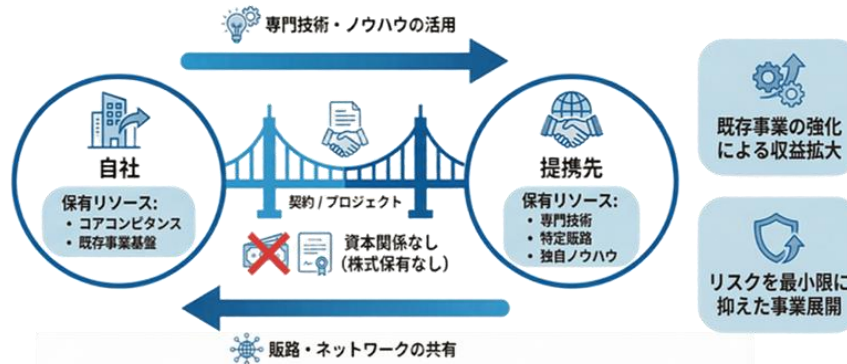 専門技術・ノウハウの活用
自社
保有リソース:
• コアコンピタンス
• 既存事業基盤
契約 / プロジェクト
資本関係なし
（株式保有なし）
提携先
保有リソース:
• 専門技術
• 特定販路
• 独自ノウハウ
販路・ネットワークの共有
既存事業の強化
による収益拡大
リスクを最小限に
抑えた事業展開